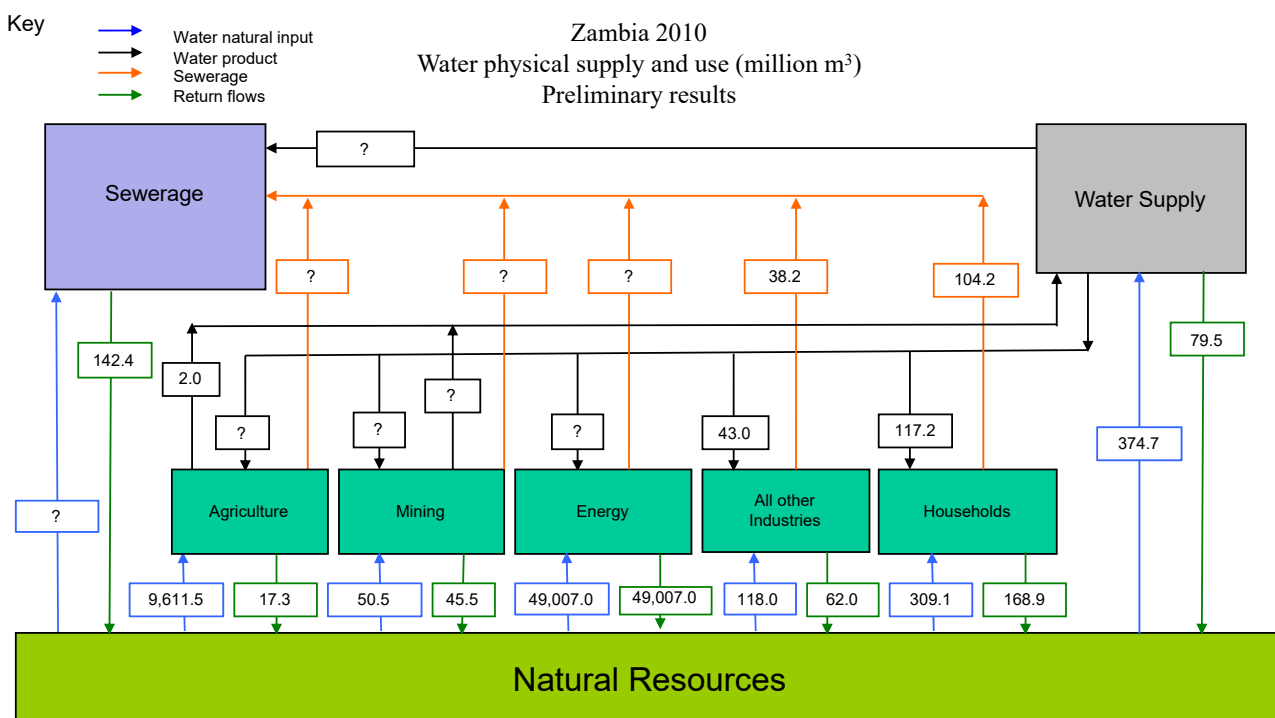 Key
Water natural input
Water product
Sewerage
Return flows
Zambia 2010
Water physical supply and use (million m³)
Preliminary results
?
Sewerage
Water Supply
?
?
?
38.2
104.2
142.4
2.0
?
79.5
?
?
?
43.0
117.2
374.7
?
Agriculture
Mining
Energy
All other
Industries
Households
9,611.5
17.3
50.5
45.5
49,007.0
49,007.0
118.0
62.0
309.1
168.9
Natural Resources